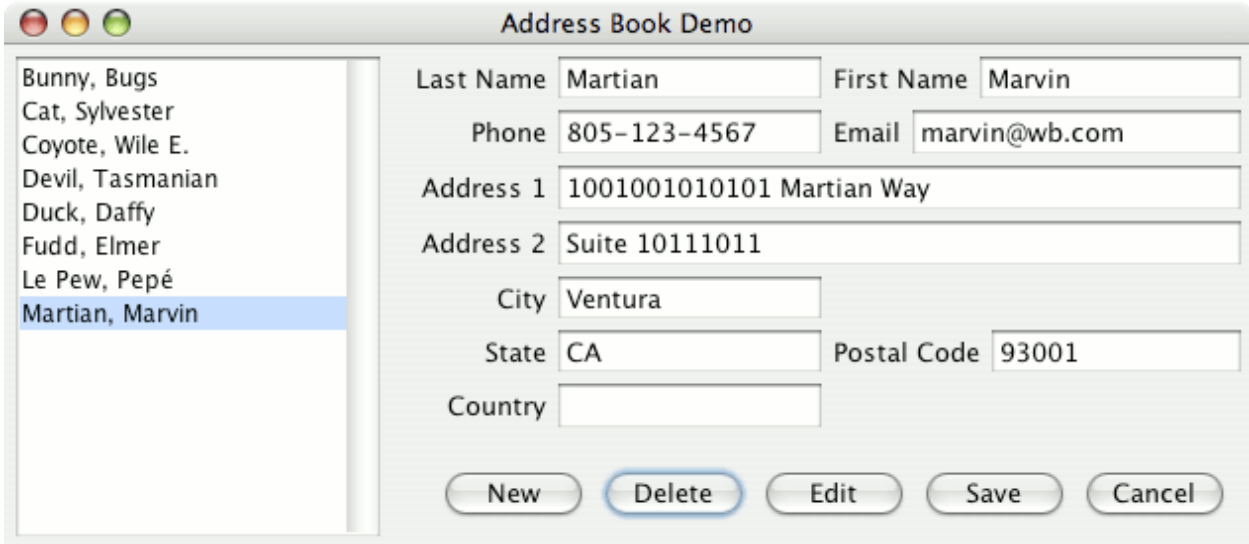 Address Book Demo
Bunny, Bugs
Cat, Sylvester
Coyote, Wile E.
Devil, Tasmanian
Duck, Daffy
Fudd, Elmer
Le Pew, Pepé
Martian, Marvin
Last Name Martian First Name Marvin
Phone 805-123-4567 Email marvin@wb.com
Address 1 1001001010101 Martian Way
Address 2 Suite 10111011
City Ventura
State CA Postal Code 93001
Country
New Delete Edit Save Cancel